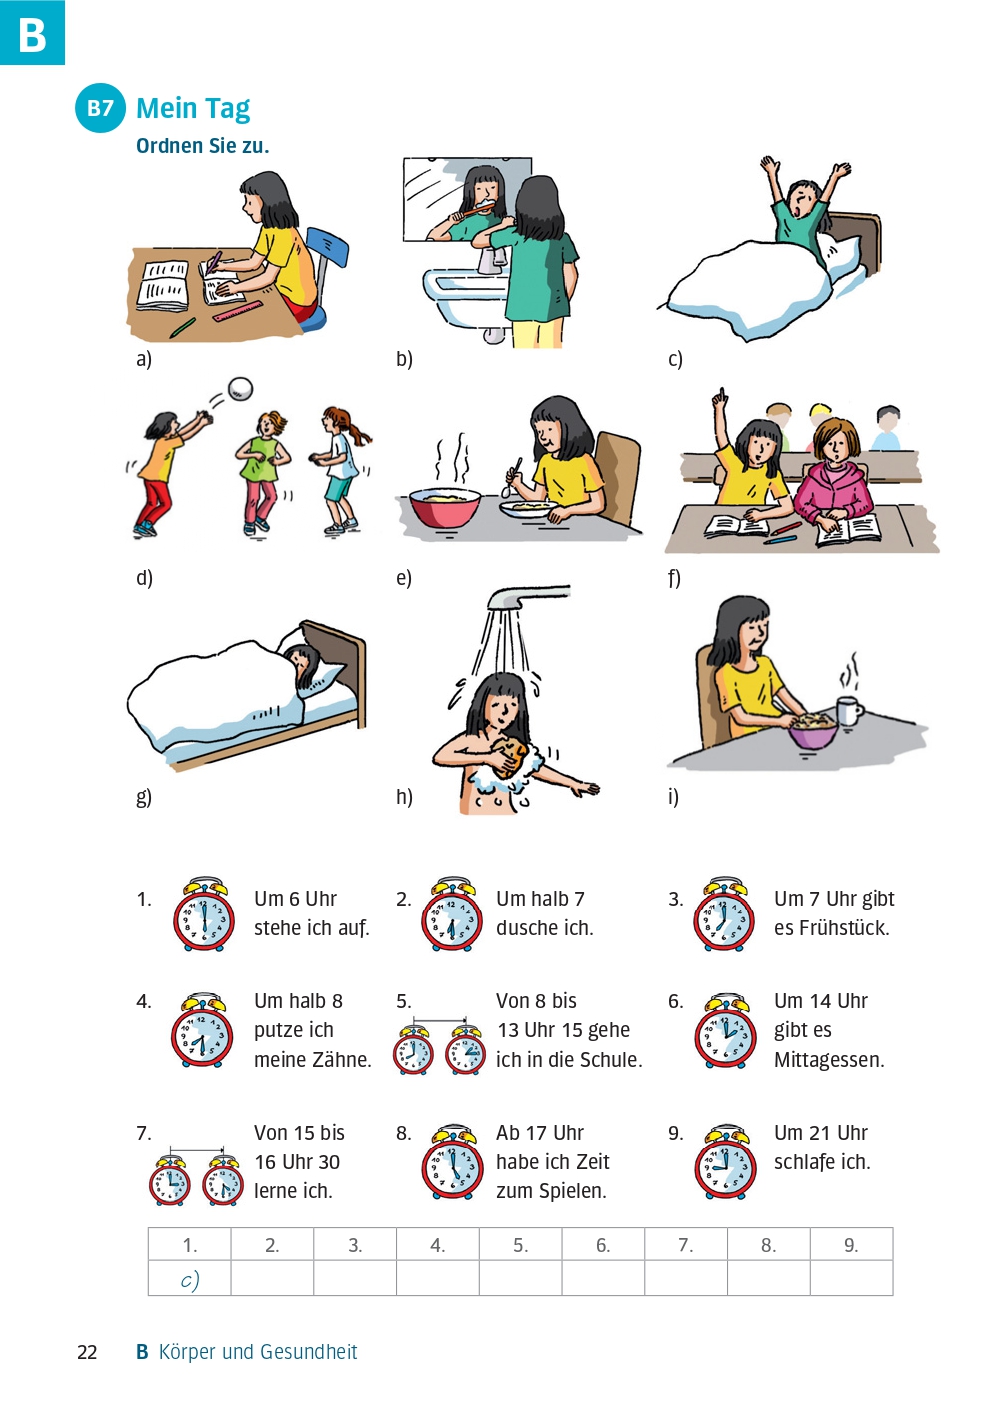 B
B7 Mein Tag
Ordnen Sie zu.
a)
b)
c)
d)
e)
f)
g)
h)
i)
1. Um 6 Uhr
stehe ich auf.
2. Um halb 7
dusche ich.
3. Um 7 Uhr gibt
es Frühstück.
4. Um halb 8
putze ich
meine Zähne.
5. Von 8 bis
13 Uhr 15 gehe
ich in die Schule.
6. Um 14 Uhr
gibt es
Mittagessen.
7. Von 15 bis
16 Uhr 30
lerne ich.
8. Ab 17 Uhr
habe ich Zeit
zum Spielen.
9. Um 21 Uhr
schlafe ich.
1. 2. 3. 4. 5. 6. 7. 8. 9.
c)
22 B Körper und Gesundheit